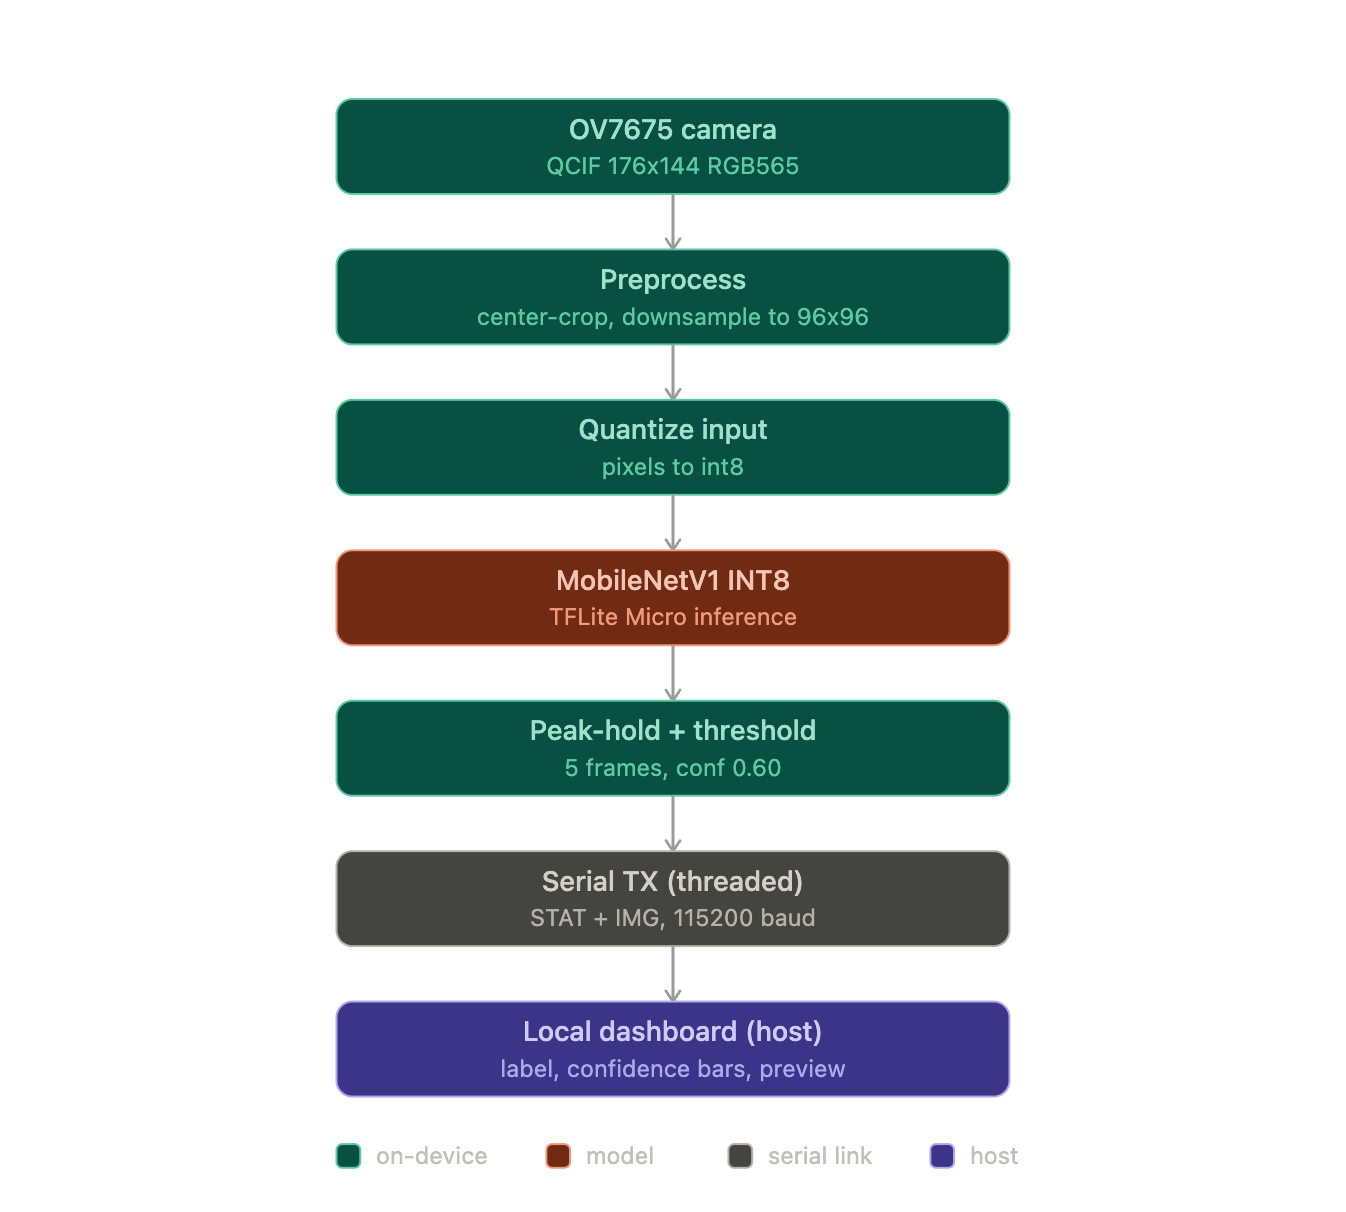 OV7675 camera
QCIF 176x144 RGB565
Preprocess
center-crop, downsample to 96x96
Quantize input
pixels to int8
MobileNetV1 INT8
TFLite Micro inference
Peak-hold + threshold
5 frames, conf 0.60
Serial TX (threaded)
STAT + IMG, 115200 baud
Local dashboard (host)
label, confidence bars, preview
on-device model serial link host